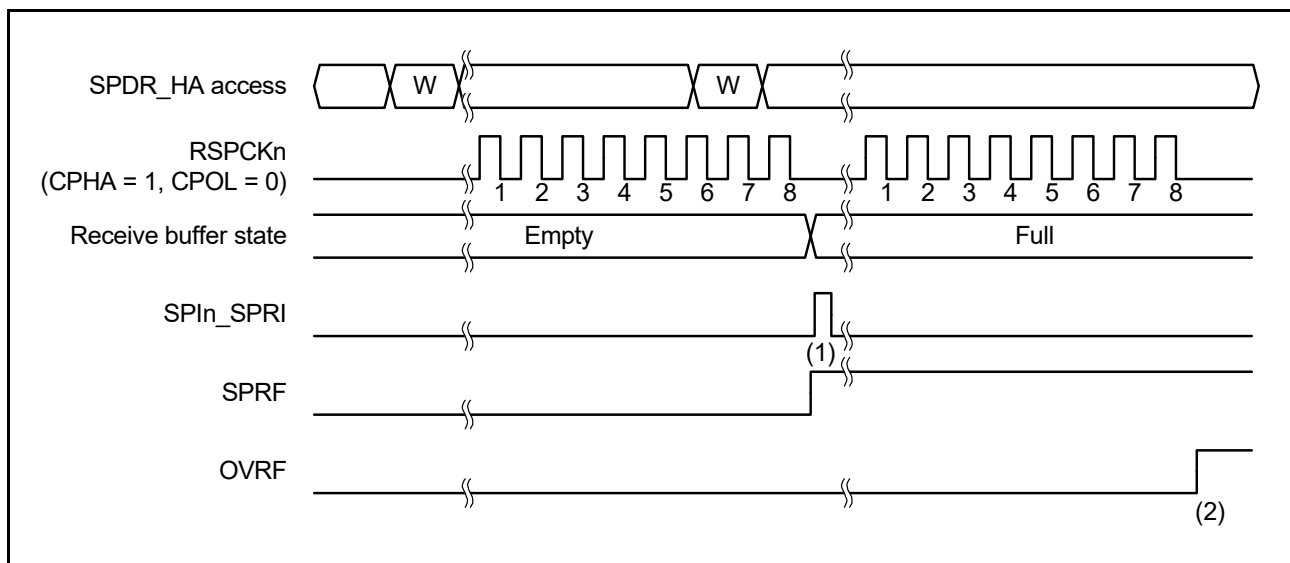 SPDR_HA access
W
W
RSPCKn
(CPHA = 1, CPOL = 0)
1 2 3 4 5 6 7 8
1 2 3 4 5 6 7 8
Receive buffer state
Empty
Full
SPIn_SPRI
(1)
SPRF
OVRF
(2)